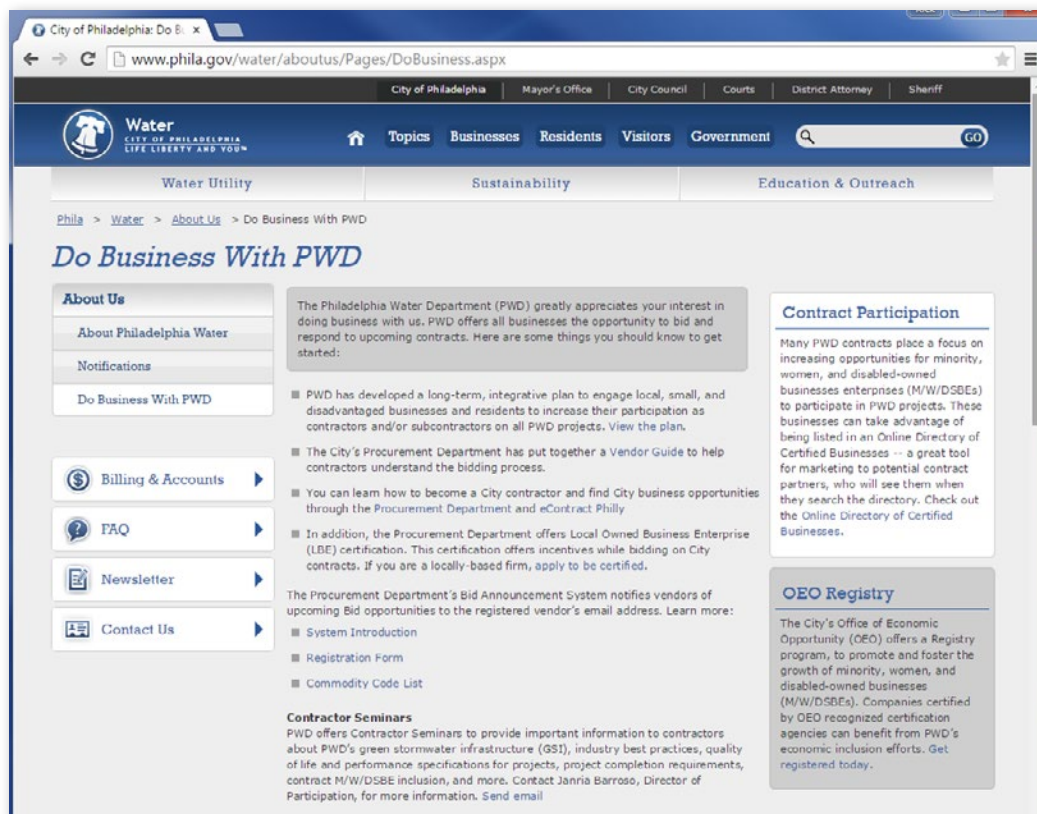 City of Philadelphia: Do B
www.phila.gov/water/aboutus/Pages/DoBusiness.aspx
City of Philadelphia | Mayor's Office | City Council | Courts | District Attorney | Sheriff
Water
CITY OF PHILADELPHIA
LIFE LIBERTY AND YOU™
Topics Businesses Residents Visitors Government GO
Water Utility Sustainability Education & Outreach
Phila > Water > About Us > Do Business With PWD
Do Business With PWD
About Us
About Philadelphia Water
Notifications
Do Business With PWD
Billing & Accounts
FAQ
Newsletter
Contact Us
The Philadelphia Water Department (PWD) greatly appreciates your interest in
doing business with us. PWD offers all businesses the opportunity to bid and
respond to upcoming contracts. Here are some things you should know to get
started:
PWD has developed a long-term, integrative plan to engage local, small, and
disadvantaged businesses and residents to increase their participation as
contractors and/or subcontractors on all PWD projects. View the plan.
The City's Procurement Department has put together a Vendor Guide to help
contractors understand the bidding process.
You can learn how to become a City contractor and find City business opportunities
through the Procurement Department and eContract Philly
In addition, the Procurement Department offers Local Owned Business Enterprise
(LBE) certification. This certification offers incentives while bidding on City
contracts. If you are a locally-based firm, apply to be certified.
The Procurement Department's Bid Announcement System notifies vendors of
upcoming Bid opportunities to the registered vendor's email address. Learn more:
System Introduction
Registration Form
Commodity Code List
Contractor Seminars
PWD offers Contractor Seminars to provide important information to contractors
about PWD's green stormwater infrastructure (GSI), industry best practices, quality
of life and performance specifications for projects, project completion requirements,
contract M/W/DSBE inclusion, and more. Contact Janria Barroso, Director of
Participation, for more information. Send email
Contract Participation
Many PWD contracts place a focus on
increasing opportunities for minority,
women, and disabled-owned
businesses enterprises (M/W/DSBEs)
to participate in PWD projects. These
businesses can take advantage of
being listed in an Online Directory of
Certified Businesses -- a great tool
for marketing to potential contract
partners, who will see them when
they search the directory. Check out
the Online Directory of Certified
Businesses.
OEO Registry
The City's Office of Economic
Opportunity (OEO) offers a Registry
program, to promote and foster the
growth of minority, women, and
disabled-owned businesses
(M/W/DSBEs). Companies certified
by OEO recognized certification
agencies can benefit from PWD's
economic inclusion efforts. Get
registered today.